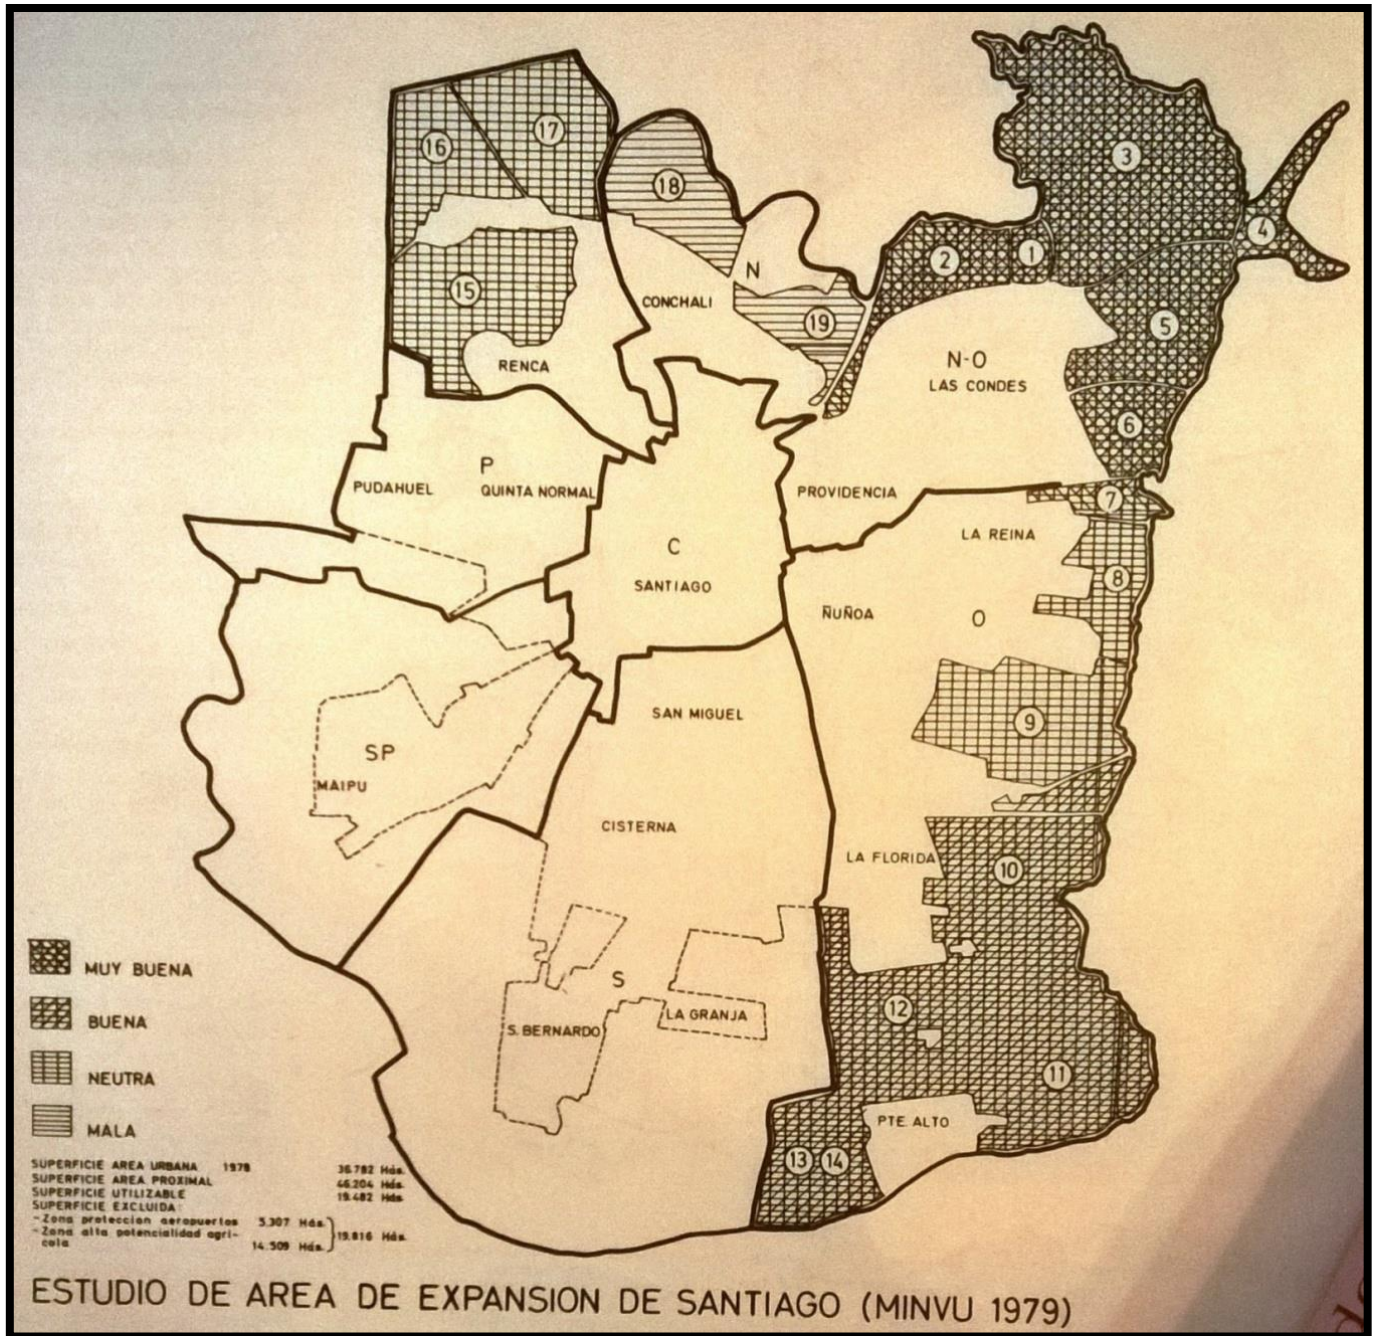 16
17
18
3
4
2
1
15
N
CONCHALI
19
5
RENCA
N-O
LAS CONDES
6
P
PUDAHUEL
QUINTA NORMAL
PROVIDENCIA
7
LA REINA
C
SANTIAGO
8
ÑUÑOA
O
SAN MIGUEL
9
SP
MAIPU
CISTERNA
LA FLORIDA
10
S
12
S. BERNARDO
LA GRANJA
11
PTE. ALTO
13
14
MUY BUENA
BUENA
NEUTRA
MALA
SUPERFICIE AREA URBANA 1978 36.782 Hás.
SUPERFICIE AREA PROXIMAL 46.204 Hás.
SUPERFICIE UTILIZABLE 19.482 Hás.
SUPERFICIE EXCLUIDA:
-Zona proteccion aeropuertos 5.307 Hás.
-Zona alta potencialidad agri-
cola 14.509 Hás.
19.816 Hás.
ESTUDIO DE AREA DE EXPANSION DE SANTIAGO (MINVU 1979)